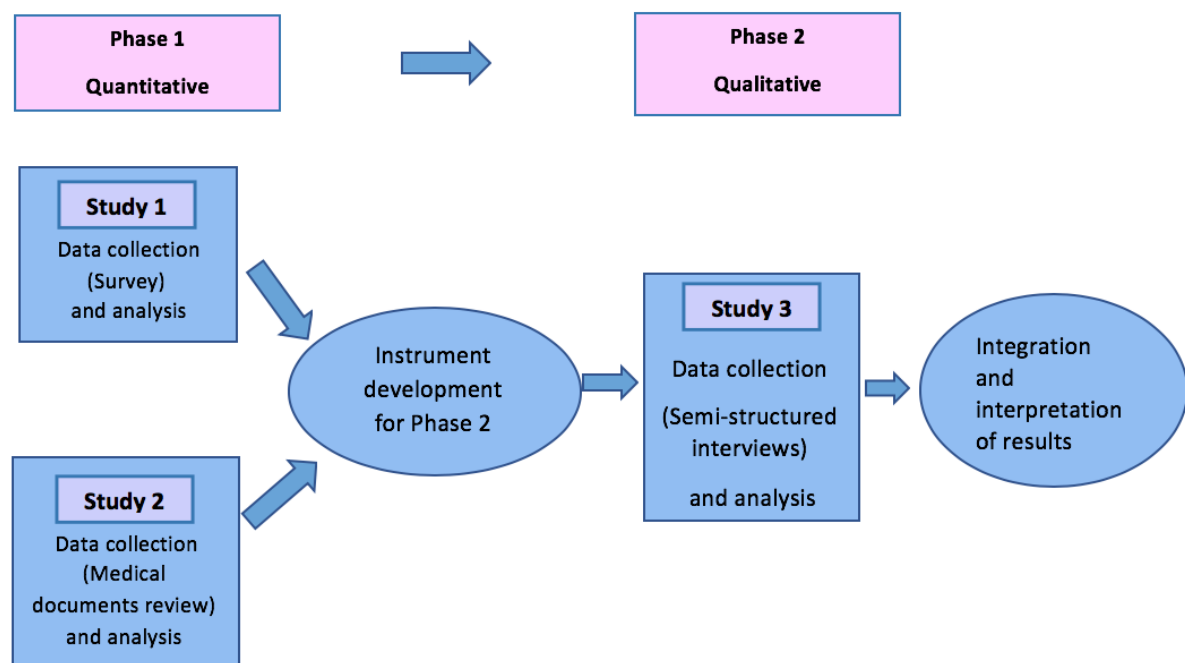 Phase 1
Quantitative
Phase 2
Qualitative
Study 1
Data collection
(Survey)
and analysis
Study 2
Data collection
(Medical
documents review)
and analysis
Instrument
development
for Phase 2
Study 3
Data collection
(Semi-structured
interviews)
and analysis
Integration
and
interpretation
of results